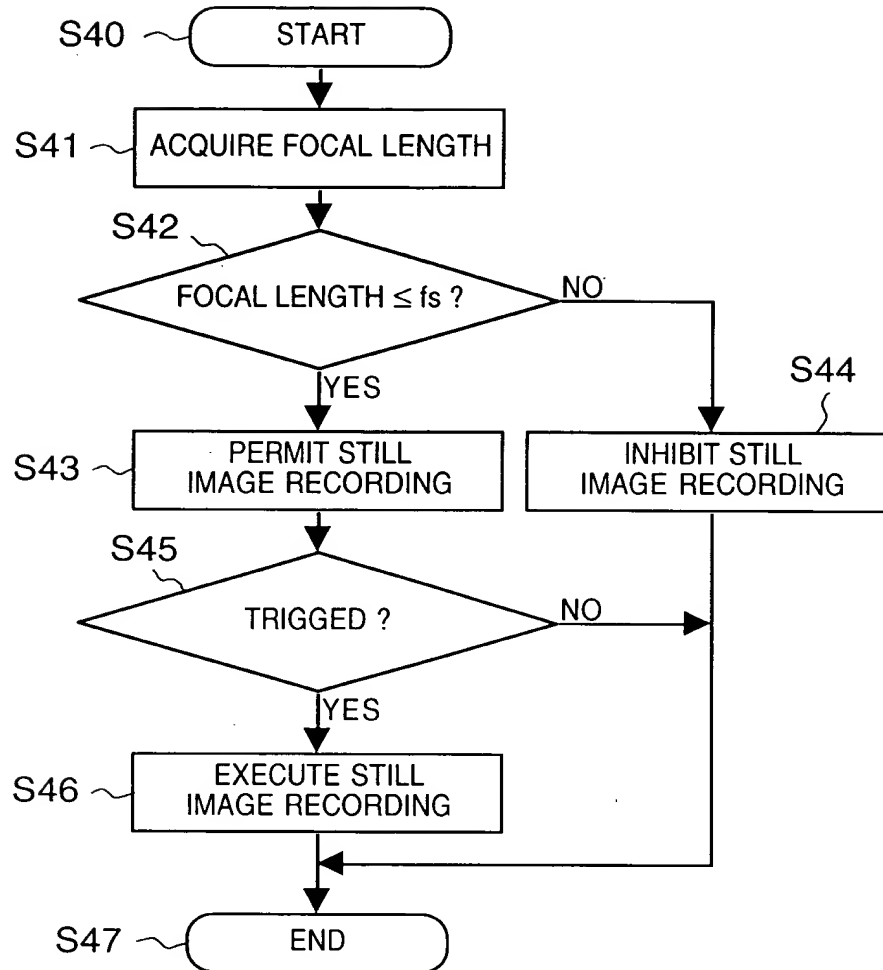 S40
START
S41
ACQUIRE FOCAL LENGTH
S42
FOCAL LENGTH ≤ fs ?
NO
YES
S43
PERMIT STILL
IMAGE RECORDING
S44
INHIBIT STILL
IMAGE RECORDING
S45
TRIGGED ?
NO
YES
S46
EXECUTE STILL
IMAGE RECORDING
S47
END